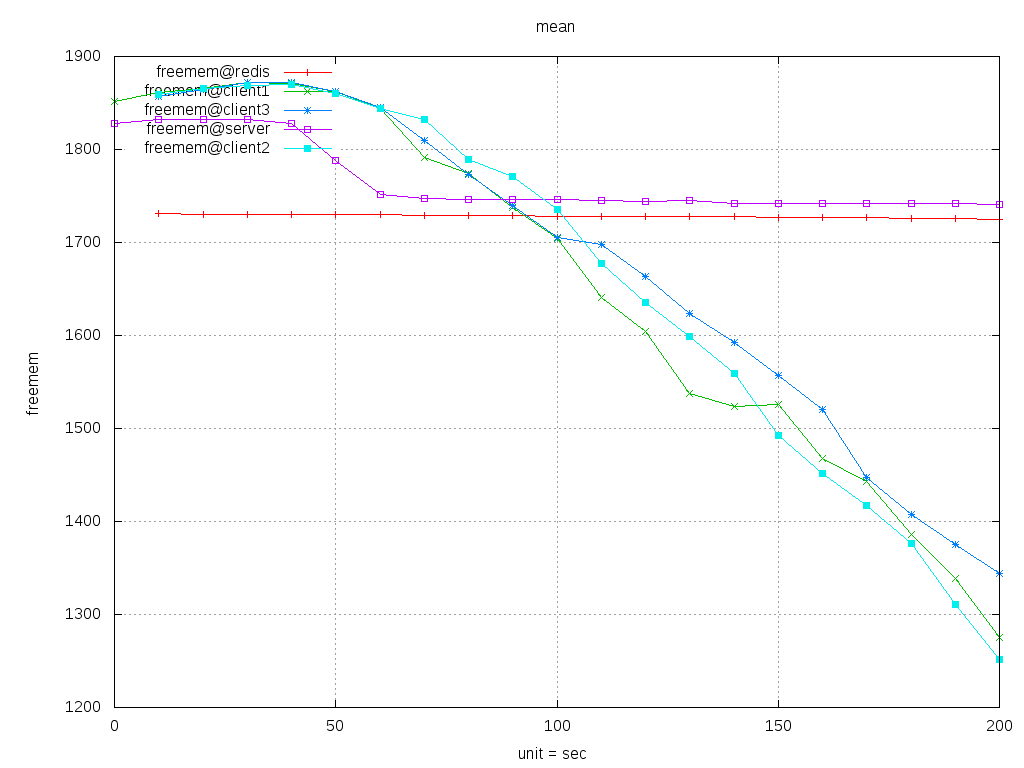 mean
1900
1800
1700
1600
1500
1400
1300
1200
freemem
freemem@redis
freemem@client1
freemem@client3
freemem@server
freemem@client2
0 50 100 150 200
unit = sec